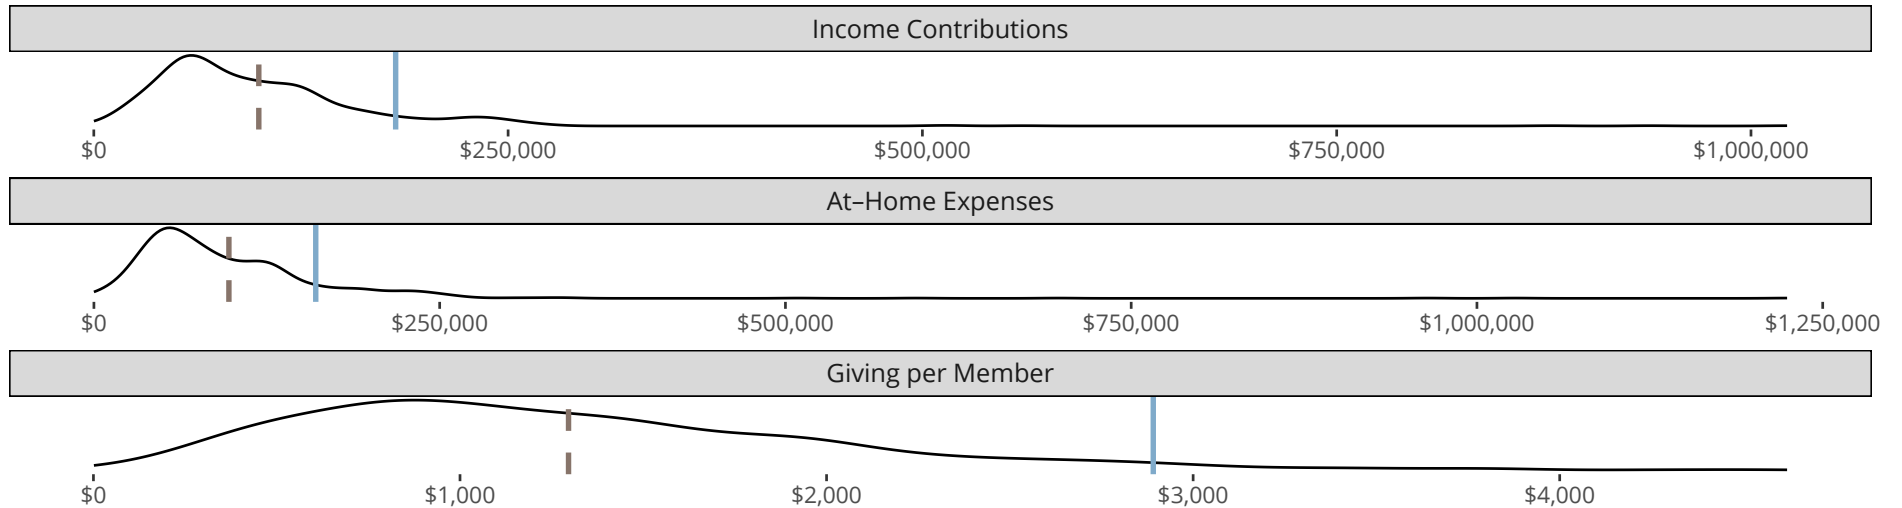 Income Contributions
$0 $250,000 $500,000 $750,000 $1,000,000
At–Home Expenses
$0 $250,000 $500,000 $750,000 $1,000,000 $1,250,000
Giving per Member
$0 $1,000 $2,000 $3,000 $4,000